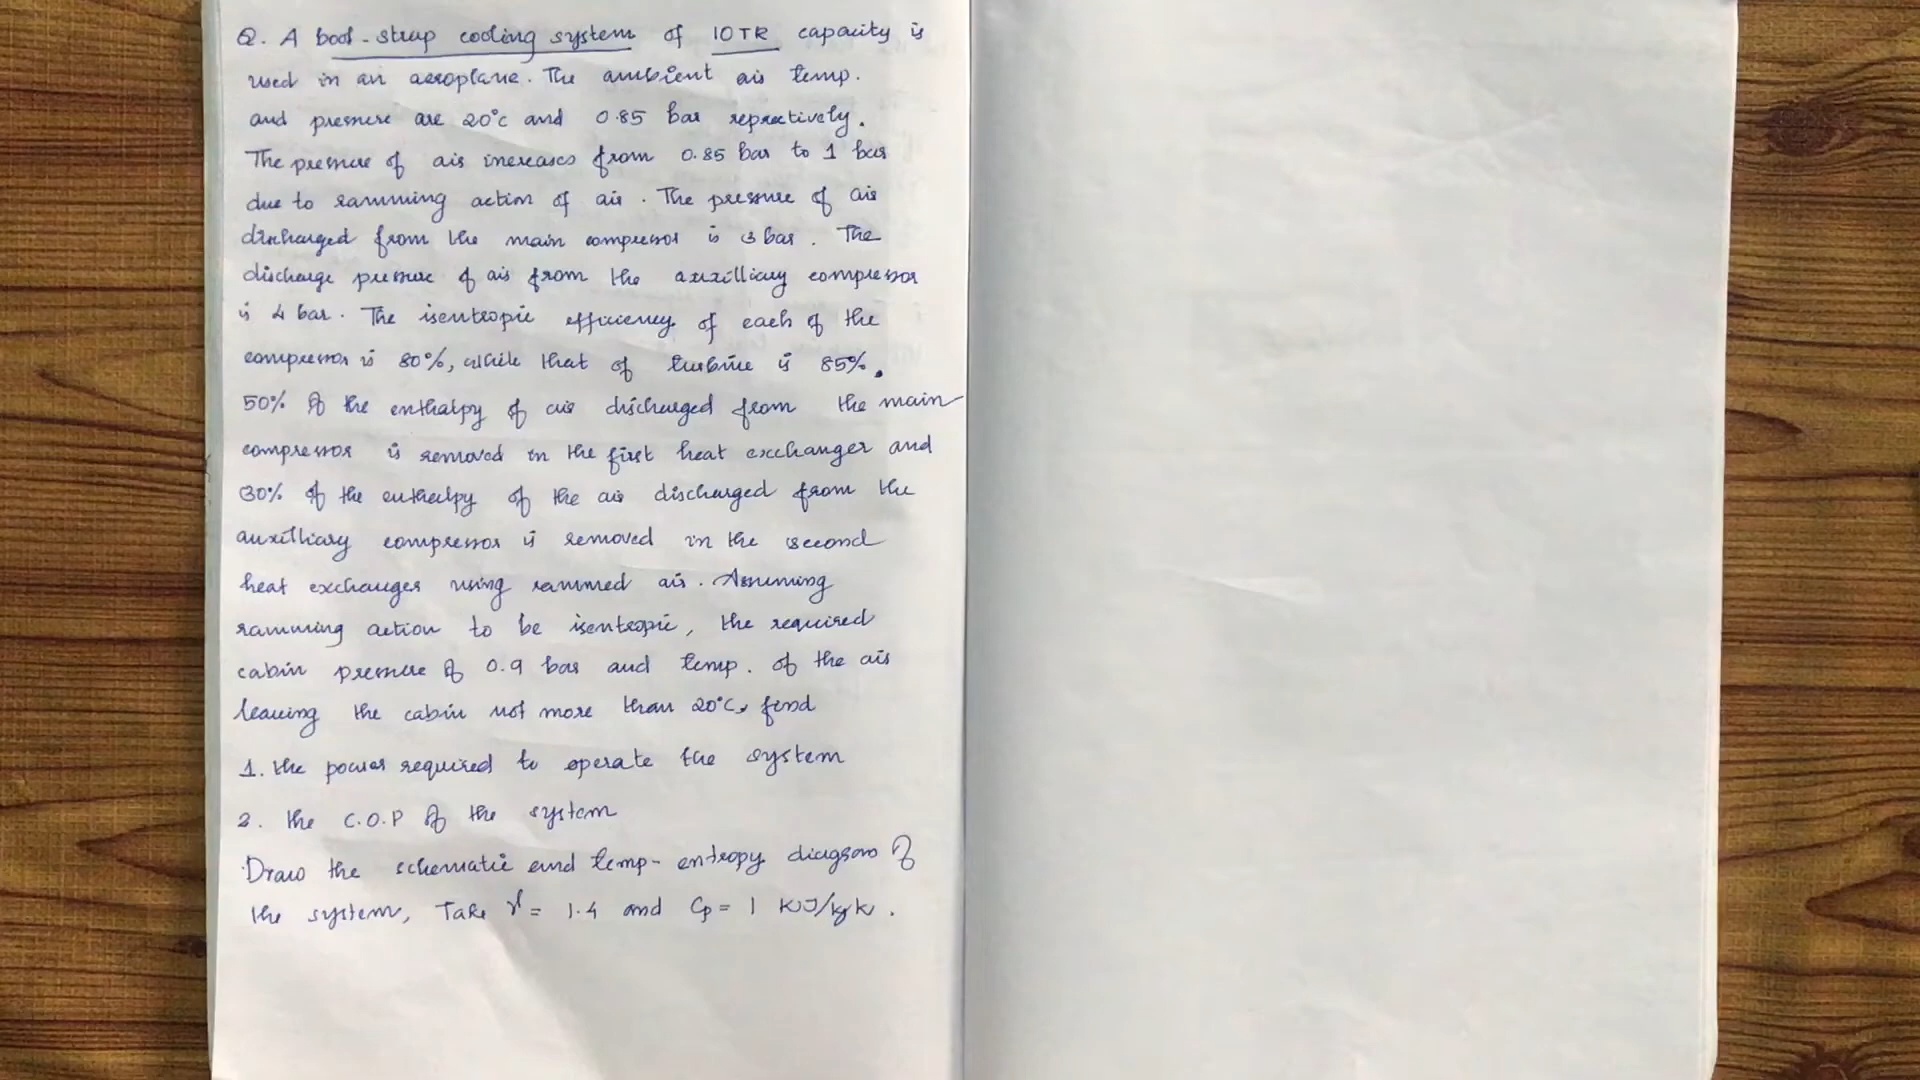 Q. A boot-strap cooling system of 10TR capacity is
used in an aeroplane. The ambient air temp.
and pressure are 20°C and 0.85 bar repectively.
The pressure of air increases from 0.85 bar to 1 bar
due to ramming action of air. The pressure of air
discharged from the main compressor is 3 bar. The
discharge pressure of air from the auxilliary compressor
is 4 bar. The isentropic efficiency of each of the
compressor is 80%, while that of turbine is 85%.
50% of the enthalpy of air discharged from the main
compressor is removed in the first heat exchanger and
30% of the enthalpy of the air discharged from the
auxilliary compressor is removed in the second
heat exchanger using rammed air. Assuming
ramming action to be isentropic, the required
cabin pressure of 0.9 bar and temp. of the air
leaving the cabin not more than 20°C, find
1. the power required to operate the system
2. the C.O.P of the system
Draw the schematic and temp-entropy diagram of
the system, Take γ = 1.4 and Cp = 1 KJ/kgK.